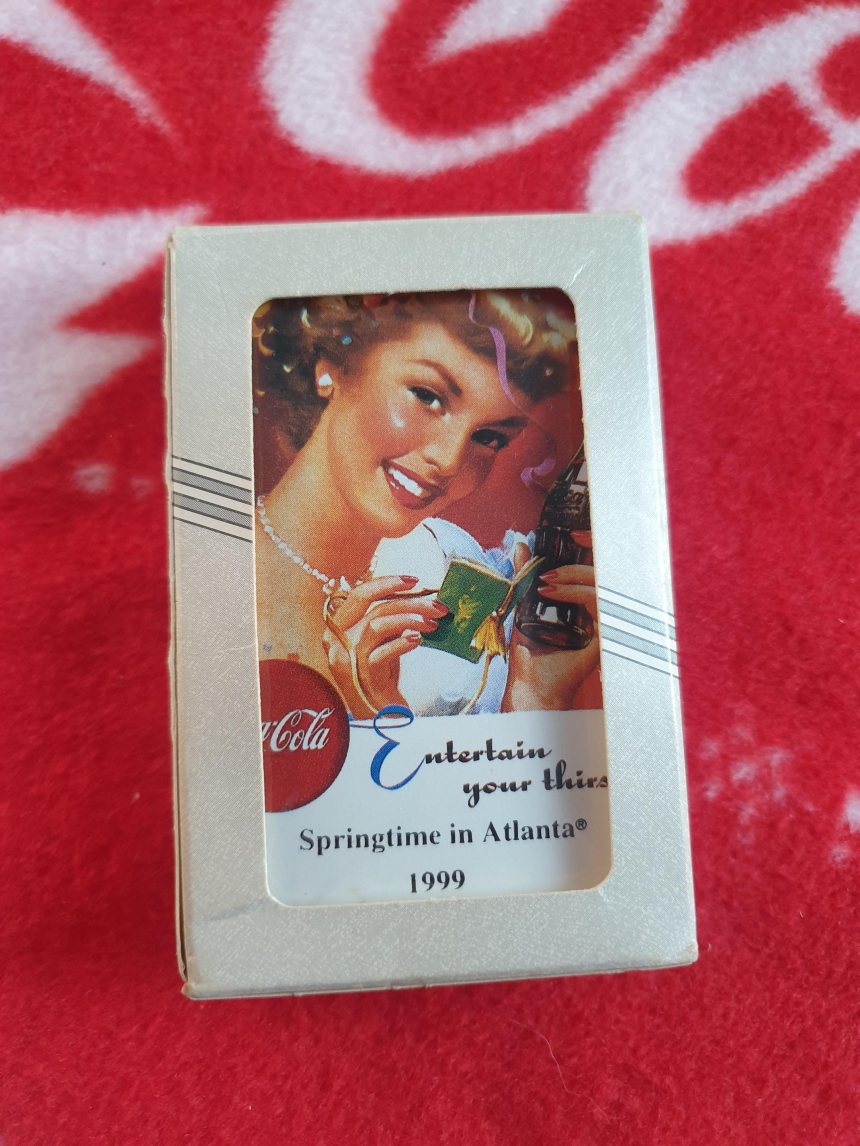 a-Cola
Entertain
your thirs
Springtime in Atlanta®
1999